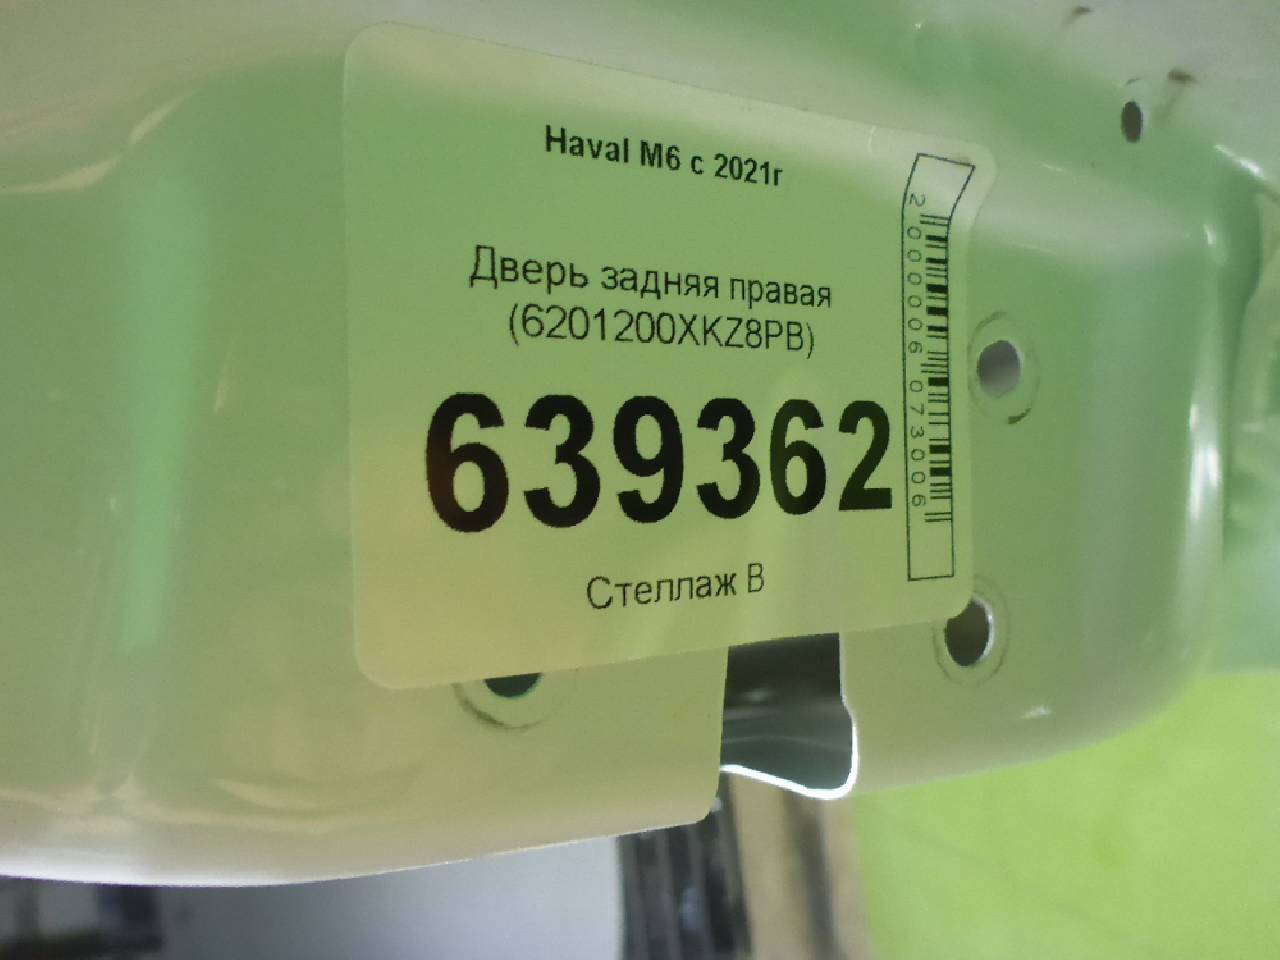 Haval M6 с 2021г
Дверь задняя правая
(6201200XKZ8PB)
639362
Стеллаж В
2000006073006